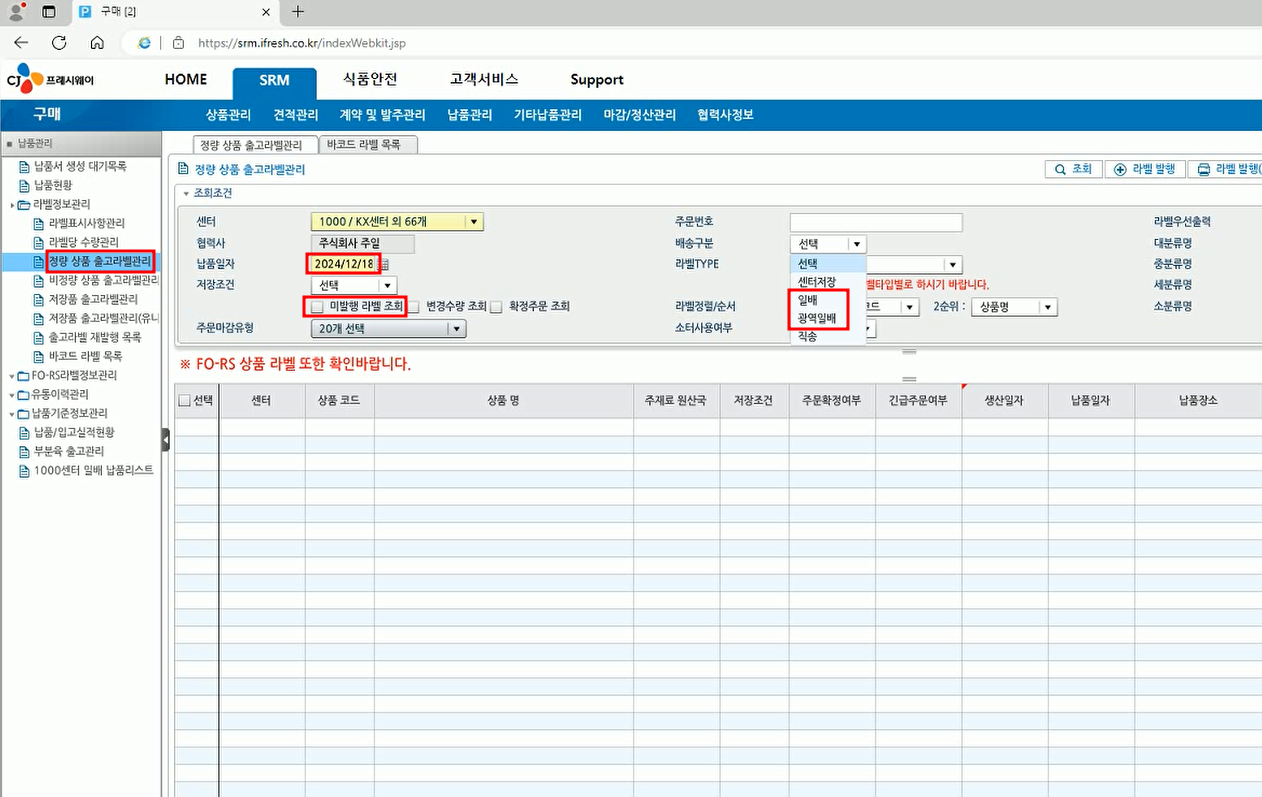 구매 [2]
https://srm.ifresh.co.kr/indexWebkit.jsp
CJ 프레시웨이 HOME SRM 식품안전 고객서비스 Support
구매 상품관리 견적관리 계약 및 발주관리 납품관리 기타납품관리 마감/정산관리 협력사정보
납품관리
납품서 생성 대기목록
납품현황
라벨정보관리
라벨표시사항관리
라벨당 수량관리
정량 상품 출고라벨관리
비정량 상품 출고라벨관리
저장품 출고라벨관리
저장품 출고라벨관리(유니
출고라벨 재발행 목록
바코드 라벨 목록
FO-RS라벨정보관리
유통이력관리
납품기준정보관리
납품/입고실적현황
부분육 출고관리
1000센터 일배 납품리스트
정량 상품 출고라벨관리 바코드 라벨 목록
정량 상품 출고라벨관리 조회 라벨 발행 라벨 발행(
조회조건
센터 1000 / KX센터 외 66개 주문번호 라벨우선출력
협력사 주식회사 주일 배송구분 선택 대분류명
납품일자 2024/12/18 라벨TYPE 선택 중분류명
센터저장
저장조건 선택 벨타입별로 하시기 바랍니다. 세분류명
일배
미발행 라벨 조회 변경수량 조회 확정주문 조회 라벨정렬/순서 코드 2순위 : 상품명 소분류명
광역일배
주문마감유형 20개 선택 소터사용여부
직송
※ FO-RS 상품 라벨 또한 확인바랍니다.
선택 센터 상품 코드 상품 명 주재료 원산국 저장조건 주문확정여부 긴급주문여부 생산일자 납품일자 납품장소